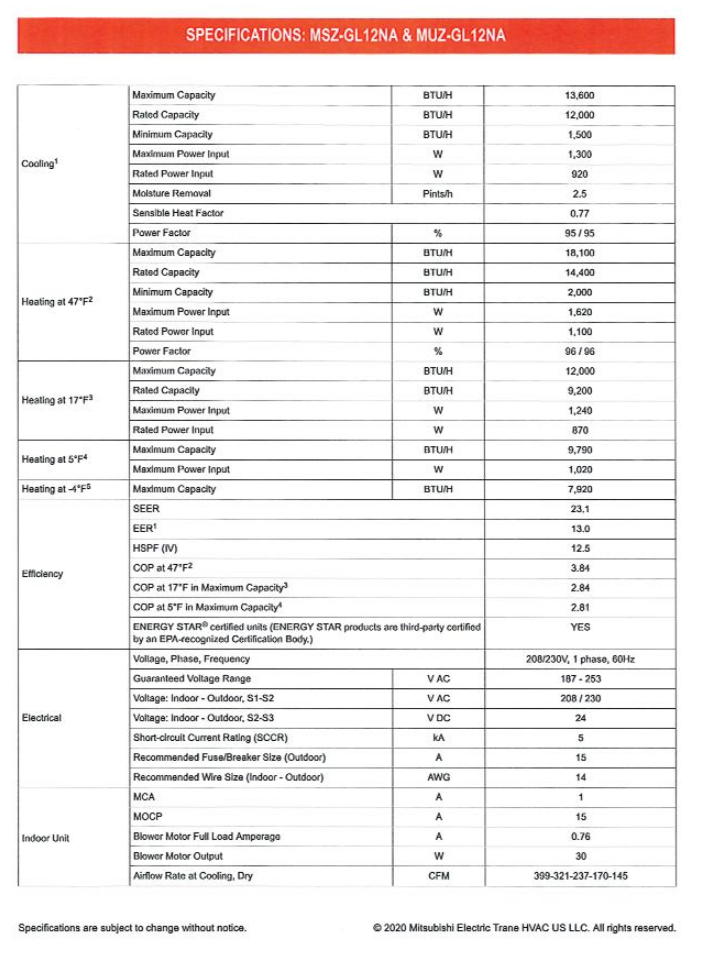 SPECIFICATIONS: MSZ-GL12NA & MUZ-GL12NA
Cooling¹
Maximum Capacity BTU/H 13,600
Rated Capacity BTU/H 12,000
Minimum Capacity BTU/H 1,500
Maximum Power Input W 1,300
Rated Power Input W 920
Moisture Removal Pints/h 2.5
Sensible Heat Factor 0.77
Power Factor % 95 / 95
Heating at 47°F²
Maximum Capacity BTU/H 18,100
Rated Capacity BTU/H 14,400
Minimum Capacity BTU/H 2,000
Maximum Power Input W 1,620
Rated Power Input W 1,100
Power Factor % 96 / 96
Heating at 17°F³
Maximum Capacity BTU/H 12,000
Rated Capacity BTU/H 9,200
Maximum Power Input W 1,240
Rated Power Input W 870
Heating at 5°F⁴
Maximum Capacity BTU/H 9,790
Maximum Power Input W 1,020
Heating at -4°F⁵ Maximum Capacity BTU/H 7,920
Efficiency
SEER 23.1
EER¹ 13.0
HSPF (IV) 12.5
COP at 47°F² 3.84
COP at 17°F in Maximum Capacity³ 2.84
COP at 5°F in Maximum Capacity⁴ 2.81
ENERGY STAR® certified units (ENERGY STAR products are third-party certified YES
by an EPA-recognized Certification Body.)
Electrical
Voltage, Phase, Frequency 208/230V, 1 phase, 60Hz
Guaranteed Voltage Range V AC 187 - 253
Voltage: Indoor - Outdoor, S1-S2 V AC 208 / 230
Voltage: Indoor - Outdoor, S2-S3 V DC 24
Short-circuit Current Rating (SCCR) kA 5
Recommended Fuse/Breaker Size (Outdoor) A 15
Recommended Wire Size (Indoor - Outdoor) AWG 14
Indoor Unit
MCA A 1
MOCP A 15
Blower Motor Full Load Amperage A 0.76
Blower Motor Output W 30
Airflow Rate at Cooling, Dry CFM 399-321-237-170-145
Specifications are subject to change without notice. © 2020 Mitsubishi Electric Trane HVAC US LLC. All rights reserved.